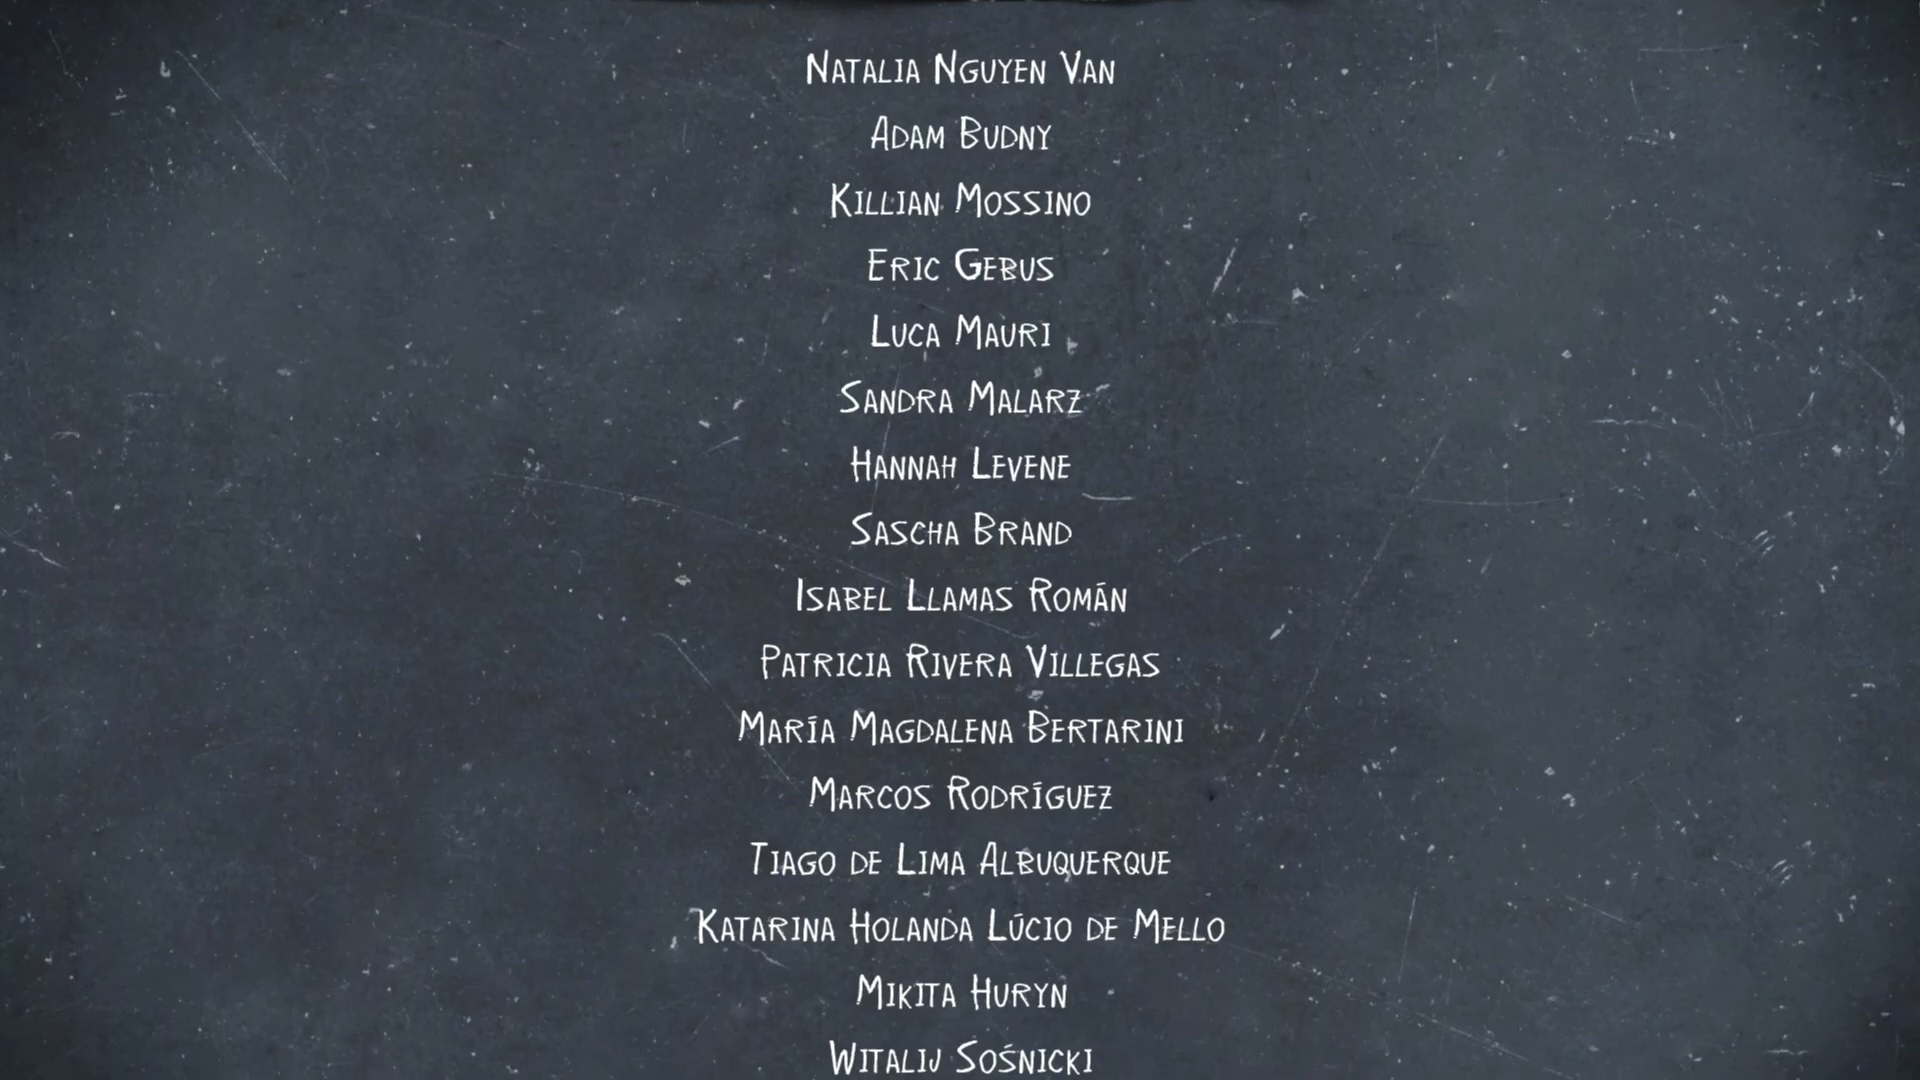 Natalia Nguyen Van
Adam Budny
Killian Mossino
Eric Gebus
Luca Mauri
Sandra Malarz
Hannah Levene
Sascha Brand
Isabel Llamas Román
Patricia Rivera Villegas
María Magdalena Bertarini
Marcos Rodríguez
Tiago de Lima Albuquerque
Katarina Holanda Lúcio de Mello
Mikita Huryn
Witalij Sośnicki